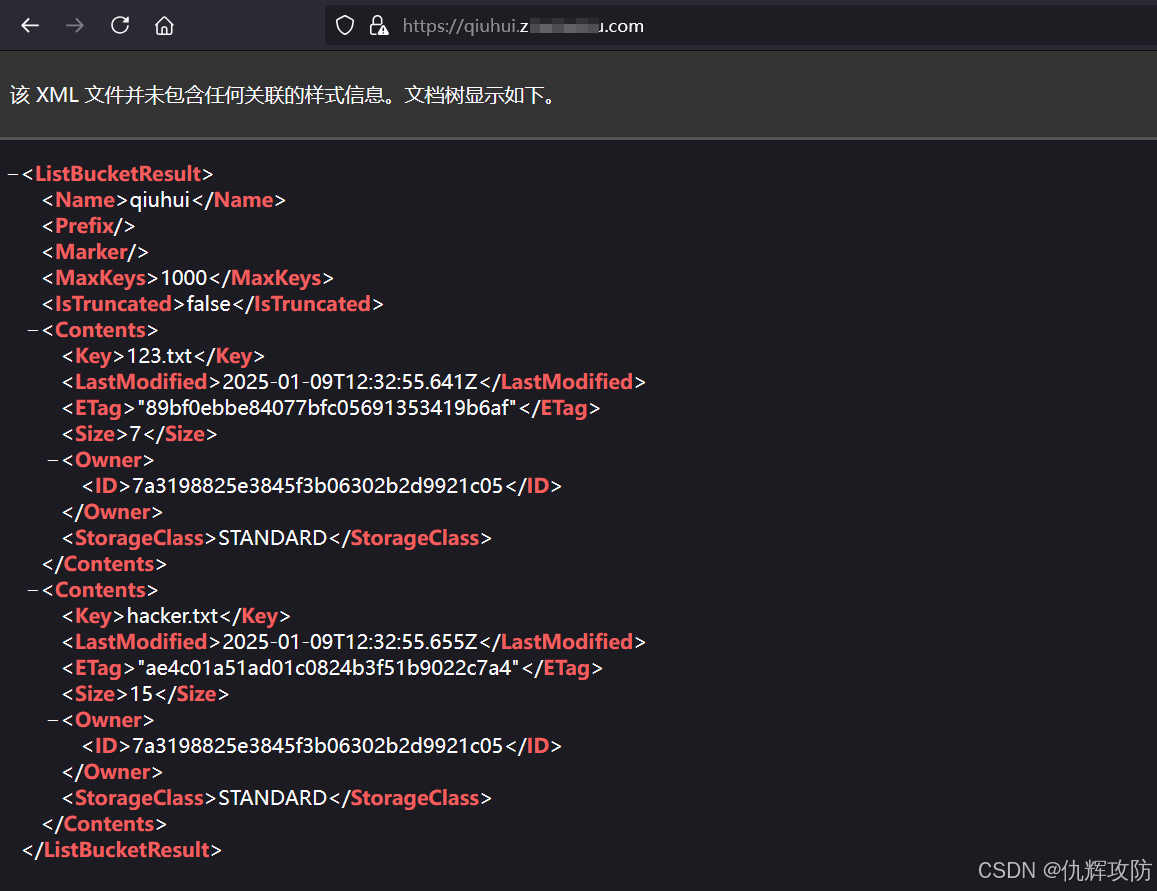 https://qiuhui.z u.com
该 XML 文件并未包含任何关联的样式信息。文档树显示如下。
−<ListBucketResult>
<Name>qiuhui</Name>
<Prefix/>
<Marker/>
<MaxKeys>1000</MaxKeys>
<IsTruncated>false</IsTruncated>
−<Contents>
<Key>123.txt</Key>
<LastModified>2025-01-09T12:32:55.641Z</LastModified>
<ETag>"89bf0ebbe84077bfc05691353419b6af"</ETag>
<Size>7</Size>
−<Owner>
<ID>7a3198825e3845f3b06302b2d9921c05</ID>
</Owner>
<StorageClass>STANDARD</StorageClass>
</Contents>
−<Contents>
<Key>hacker.txt</Key>
<LastModified>2025-01-09T12:32:55.655Z</LastModified>
<ETag>"ae4c01a51ad01c0824b3f51b9022c7a4"</ETag>
<Size>15</Size>
−<Owner>
<ID>7a3198825e3845f3b06302b2d9921c05</ID>
</Owner>
<StorageClass>STANDARD</StorageClass>
</Contents>
</ListBucketResult>
CSDN @仇辉攻防